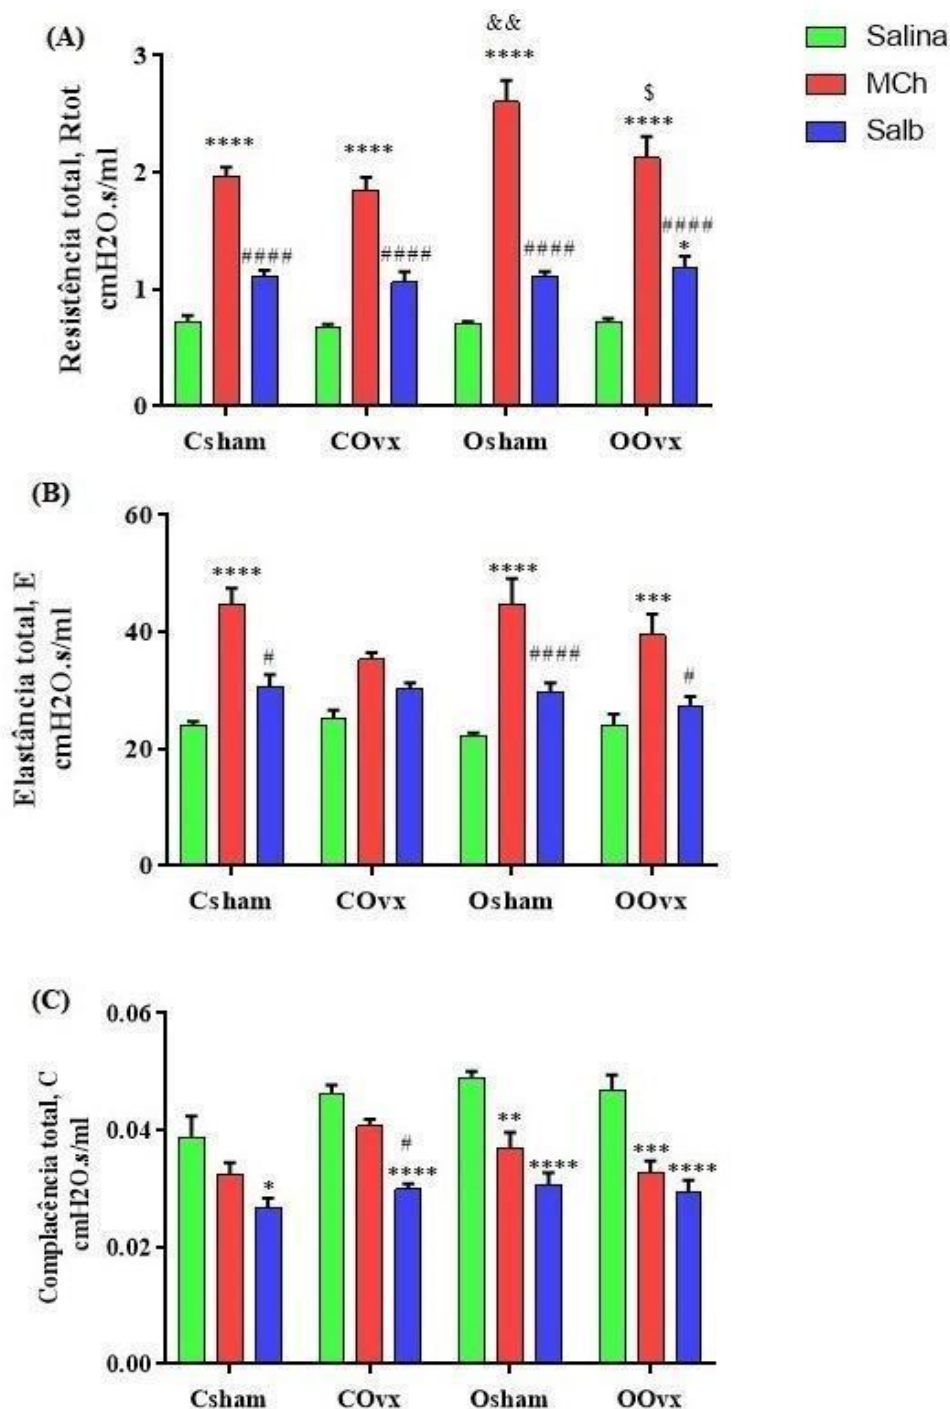 (A)
Salina
MCh
Salb
Resistência total, Rtot
cmH2O.s/ml
3
2
1
0
****
####
****
####
&&
****
####
$
****
####
*
Csham COvx Osham OOvx
(B)
Elastância total, E
cmH2O.s/ml
60
40
20
0
****
#
****
####
***
#
Csham COvx Osham OOvx
(C)
Complacência total, C
cmH2O.s/ml
0.06
0.04
0.02
0.00
*
#
****
**
****
***
****
Csham COvx Osham OOvx